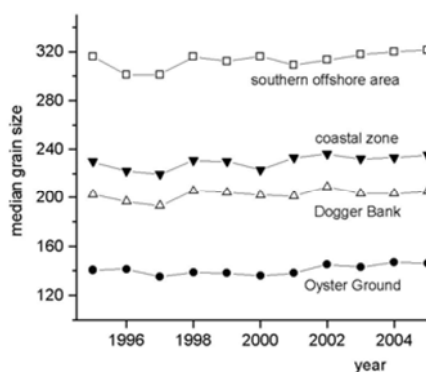 median grain size
320
280
240
200
160
120
southern offshore area
coastal zone
Dogger Bank
Oyster Ground
1996
1998
2000
2002
2004
year